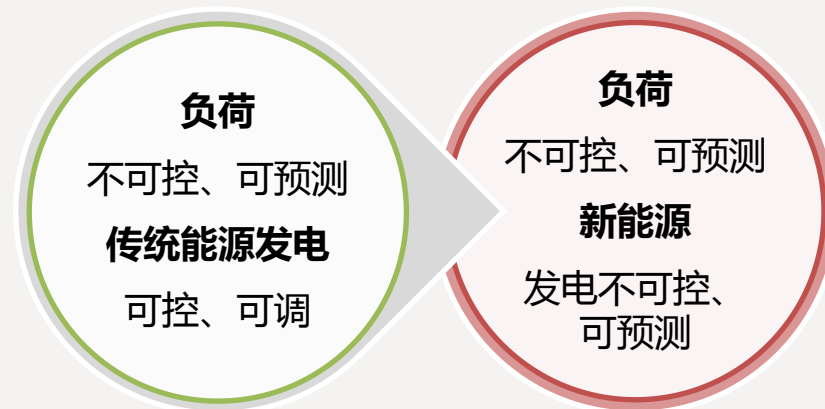 负荷
不可控、可预测
传统能源发电
可控、可调
负荷
不可控、可预测
新能源
发电不可控、
可预测